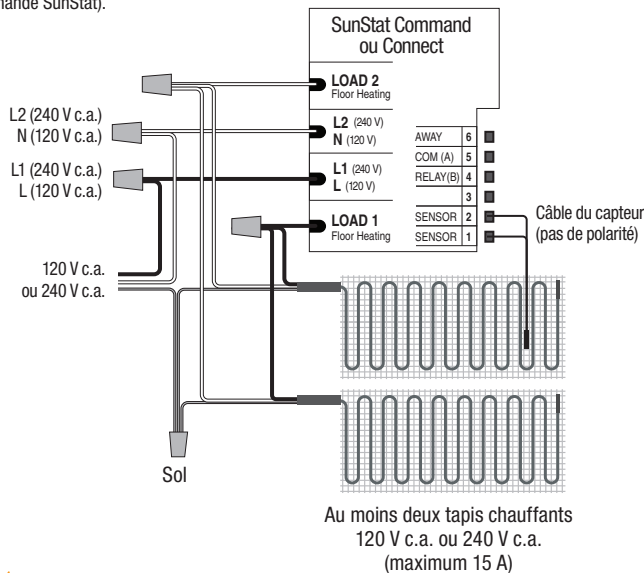 mande SunStat).
SunStat Command
ou Connect
LOAD 2
Floor Heating
L2 (240 V)
N (120 V)
L1 (240 V)
L (120 V)
LOAD 1
Floor Heating
AWAY 6
COM (A) 5
RELAY(B) 4
3
SENSOR 2
SENSOR 1
L2 (240 V c.a.)
N (120 V c.a.)
L1 (240 V c.a.)
L (120 V c.a.)
120 V c.a.
ou 240 V c.a.
Câble du capteur
(pas de polarité)
Sol
Au moins deux tapis chauffants
120 V c.a. ou 240 V c.a.
(maximum 15 A)